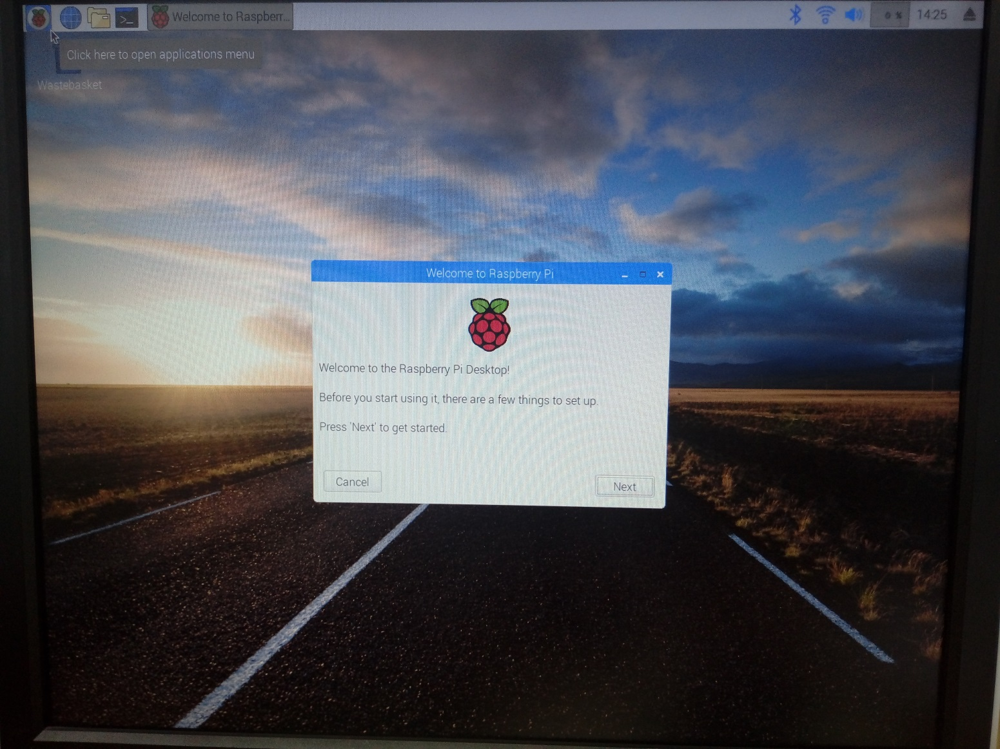 Welcome to Raspberr...
0 %
14:25
Click here to open applications menu
Wastebasket
Welcome to Raspberry Pi
Welcome to the Raspberry Pi Desktop!
Before you start using it, there are a few things to set up.
Press 'Next' to get started.
Cancel
Next